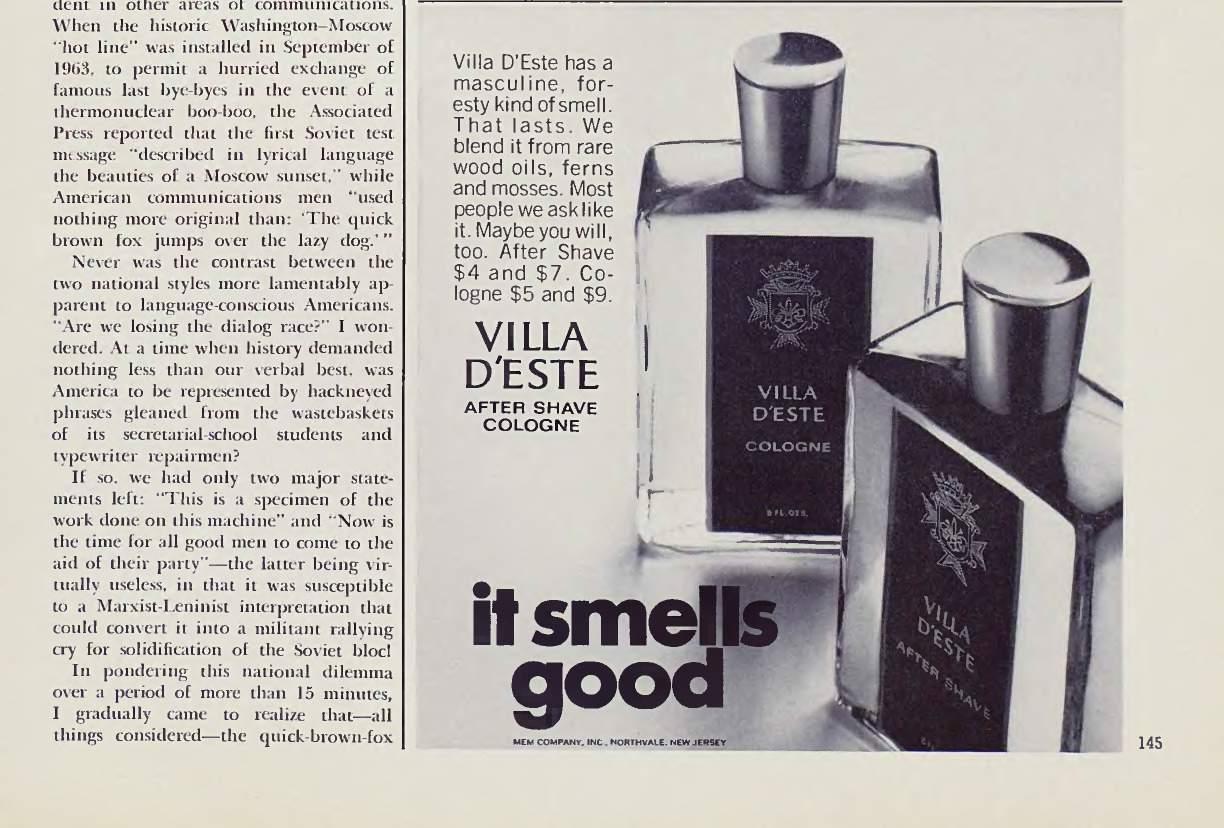 dent in other areas of communications.
When the historic Washington–Moscow
"hot line" was installed in September of
1963, to permit a hurried exchange of
famous last bye-byes in the event of a
thermonuclear boo-boo, the Associated
Press reported that the first Soviet test
message "described in lyrical language
the beauties of a Moscow sunset," while
American communications men "used
nothing more original than: 'The quick
brown fox jumps over the lazy dog.'"
Never was the contrast between the
two national styles more lamentably ap-
parent to language-conscious Americans.
"Are we losing the dialog race?" I won-
dered. At a time when history demanded
nothing less than our verbal best, was
America to be represented by hackneyed
phrases gleaned from the wastebaskets
of its secretarial-school students and
typewriter repairmen?
If so, we had only two major state-
ments left: "This is a specimen of the
work done on this machine" and "Now is
the time for all good men to come to the
aid of their party"—the latter being vir-
tually useless, in that it was susceptible
to a Marxist-Leninist interpretation that
could convert it into a militant rallying
cry for solidification of the Soviet bloc!
In pondering this national dilemma
over a period of more than 15 minutes,
I gradually came to realize that—all
things considered—the quick-brown-fox
Villa D'Este has a
masculine, for-
esty kind of smell.
That lasts. We
blend it from rare
wood oils, ferns
and mosses. Most
people we ask like
it. Maybe you will,
too. After Shave
$4 and $7. Co-
logne $5 and $9.
VILLA
D'ESTE
AFTER SHAVE
COLOGNE
VILLA
D'ESTE
COLOGNE
8 FL. OZS.
VILLA
D'ESTE
AFTER SHAVE
it smells
good
MEM COMPANY, INC., NORTHVALE, NEW JERSEY
145